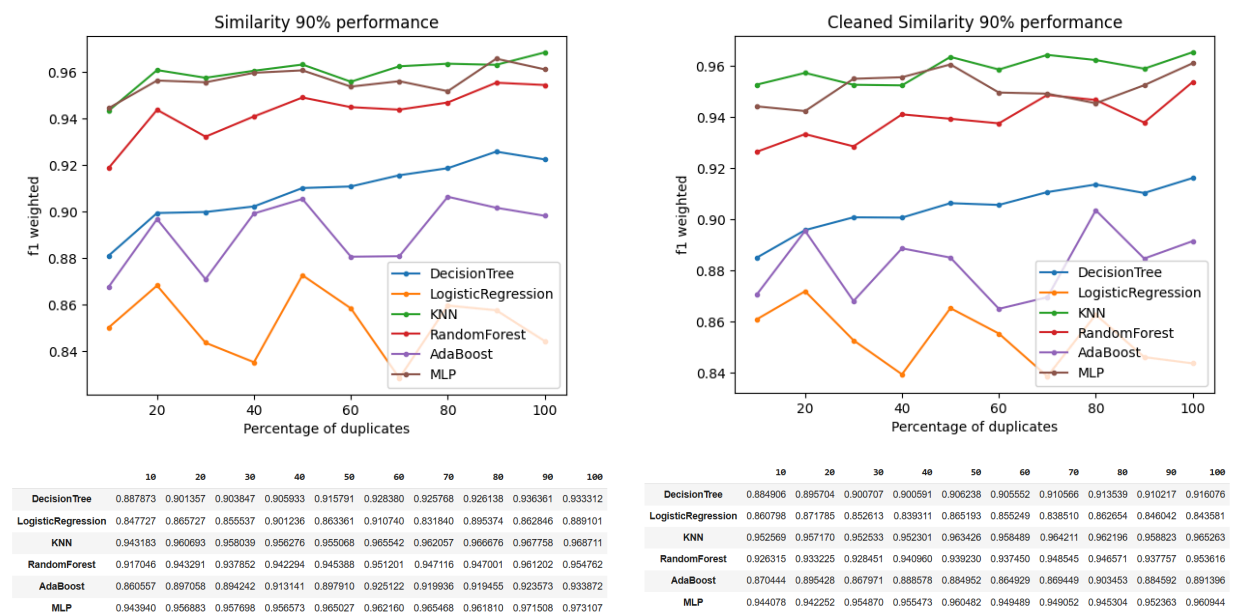 Similarity 90% performance
f1 weighted
0.96
0.94
0.92
0.90
0.88
0.86
0.84
DecisionTree
LogisticRegression
KNN
RandomForest
AdaBoost
MLP
20 40 60 80 100
Percentage of duplicates
10 20 30 40 50 60 70 80 90 100
DecisionTree 0.887873 0.901357 0.903847 0.905933 0.915791 0.928380 0.925768 0.926138 0.936361 0.933312
LogisticRegression 0.847727 0.865727 0.855537 0.901236 0.863361 0.910740 0.831840 0.895374 0.862846 0.889101
KNN 0.943183 0.960693 0.958039 0.956276 0.955068 0.965542 0.962057 0.966676 0.967758 0.968711
RandomForest 0.917046 0.943291 0.937852 0.942294 0.945388 0.951201 0.947116 0.947001 0.961202 0.954762
AdaBoost 0.860557 0.897058 0.894242 0.913141 0.897910 0.925122 0.919936 0.919455 0.923573 0.933872
MLP 0.943940 0.956883 0.957698 0.956573 0.965027 0.962160 0.965468 0.961810 0.971508 0.973107
Cleaned Similarity 90% performance
f1 weighted
0.96
0.94
0.92
0.90
0.88
0.86
0.84
DecisionTree
LogisticRegression
KNN
RandomForest
AdaBoost
MLP
20 40 60 80 100
Percentage of duplicates
10 20 30 40 50 60 70 80 90 100
DecisionTree 0.884906 0.895704 0.900707 0.900591 0.906238 0.905552 0.910566 0.913539 0.910217 0.916076
LogisticRegression 0.860798 0.871785 0.852613 0.839311 0.865193 0.855249 0.838510 0.862654 0.846042 0.843581
KNN 0.952569 0.957170 0.952533 0.952301 0.963426 0.958489 0.964211 0.962196 0.958823 0.965263
RandomForest 0.926315 0.933225 0.928451 0.940960 0.939230 0.937450 0.948545 0.946571 0.937757 0.953616
AdaBoost 0.870444 0.895428 0.867971 0.888578 0.884952 0.864929 0.869449 0.903453 0.884592 0.891396
MLP 0.944078 0.942252 0.954870 0.955473 0.960482 0.949489 0.949052 0.945304 0.952363 0.960944